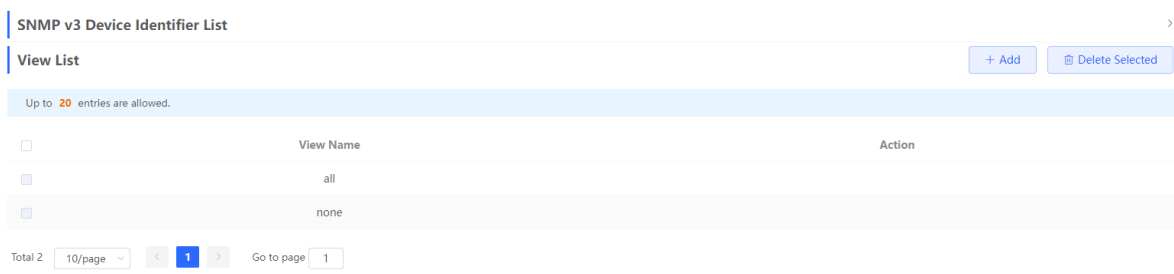 SNMP v3 Device Identifier List
View List
+ Add
Delete Selected
Up to 20 entries are allowed.
View Name Action
all
none
Total 2 10/page < 1 > Go to page 1